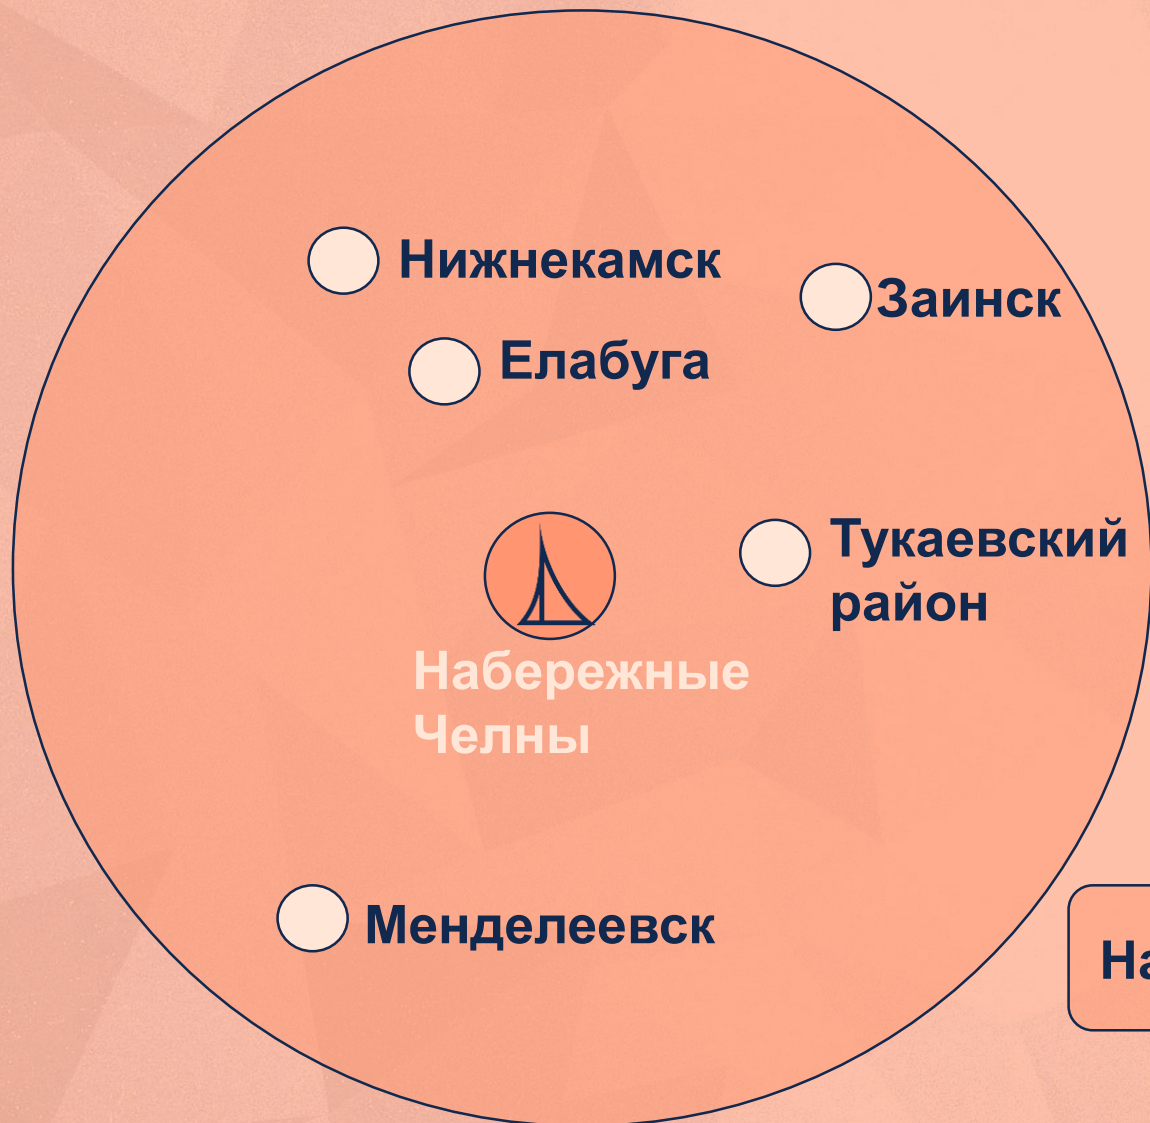 Нижнекамск
Заинск
Елабуга
Тукаевский
район
Набережные
Челны
Менделеевск